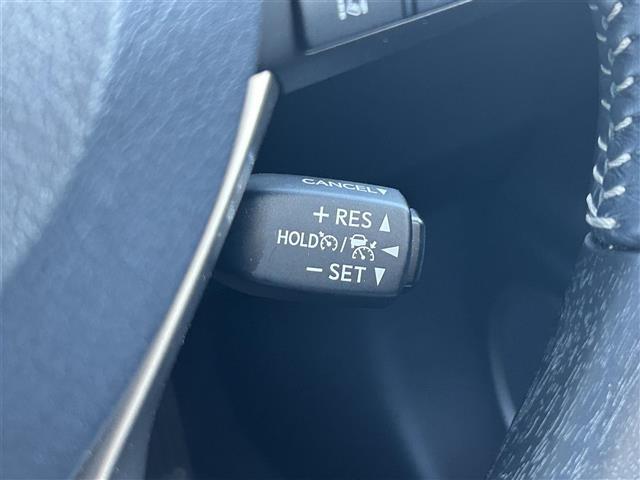 CANCEL▼
+ RES ▲
HOLD / ◀
− SET ▼